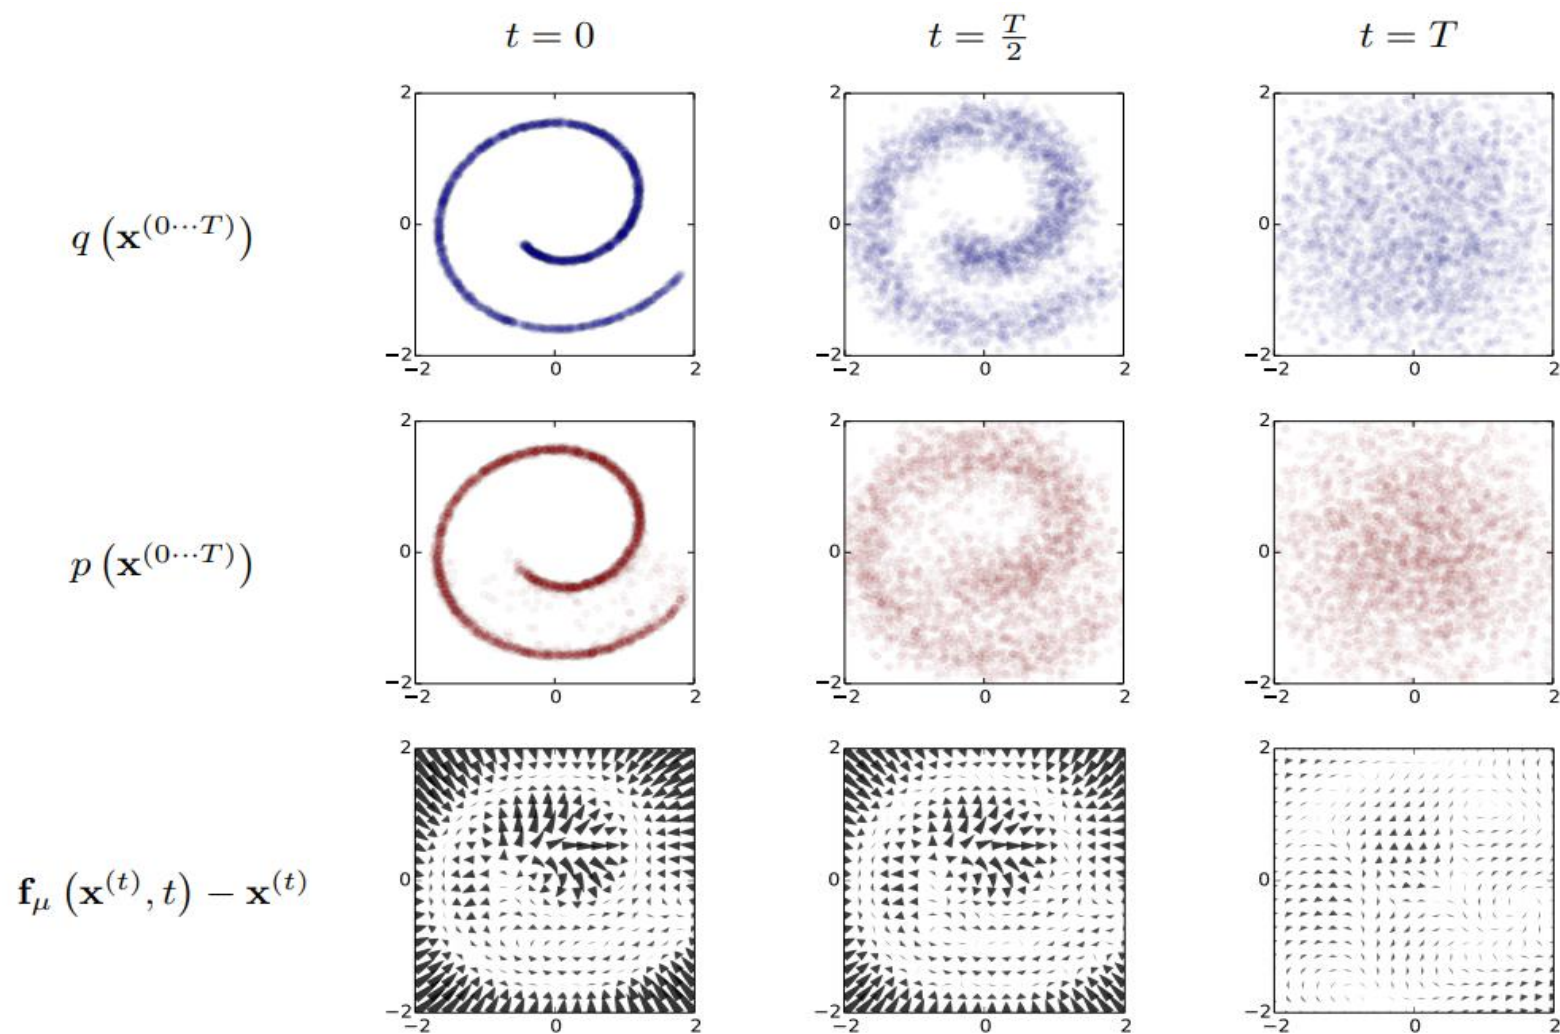 t = 0 t = T/2 t = T
2 2 2
q (x^(0···T)) 0 0 0
−2 −2 −2
−2 0 2 −2 0 2 −2 0 2
2 2 2
p (x^(0···T)) 0 0 0
−2 −2 −2
−2 0 2 −2 0 2 −2 0 2
2 2 2
f_μ (x^(t), t) − x^(t) 0 0 0
−2 −2 −2
−2 0 2 −2 0 2 −2 0 2